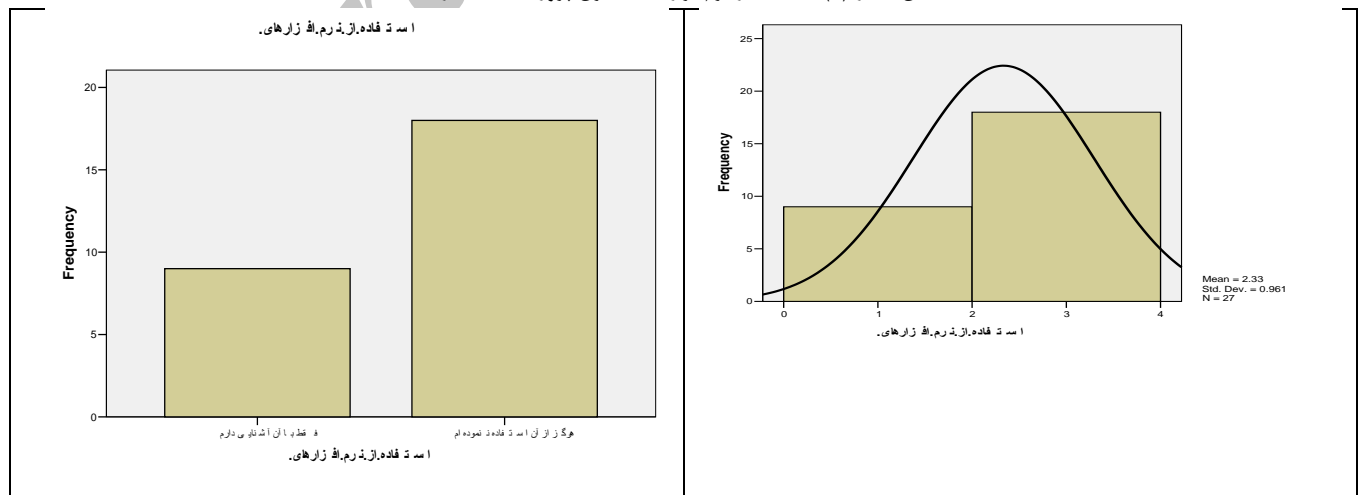 استفاده.از.نرم.افزارهای.
20
15
10
5
0
Frequency
فقط با آن آشنایی دارم
هرگز از آن استفاده ننموده ام
استفاده.از.نرم.افزارهای.
25
20
15
10
5
0
Frequency
0 1 2 3 4
استفاده.از.نرم.افزارهای.
Mean = 2.33
Std. Dev. = 0.961
N = 27